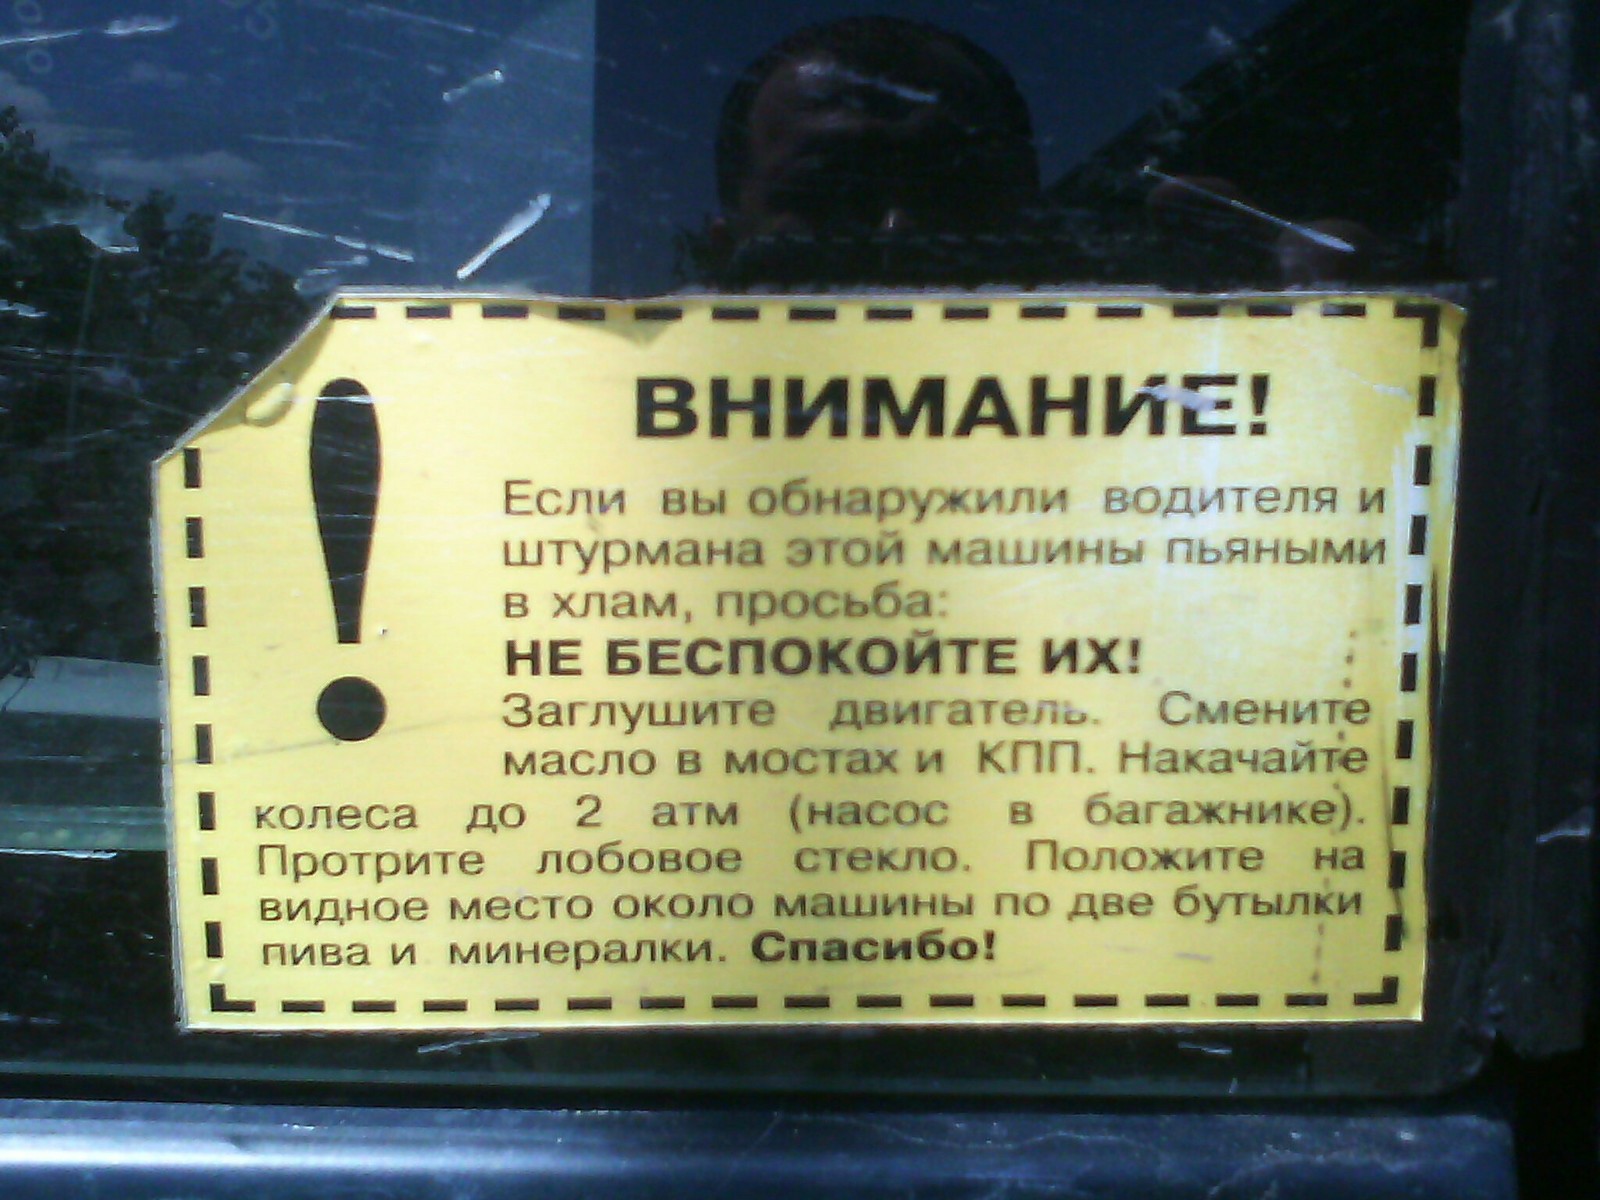 ВНИМАНИЕ!
Если вы обнаружили водителя и
штурмана этой машины пьяными
в хлам, просьба:
НЕ БЕСПОКОЙТЕ ИХ!
Заглушите двигатель. Смените
масло в мостах и КПП. Накачайте
колеса до 2 атм (насос в багажнике).
Протрите лобовое стекло. Положите на
видное место около машины по две бутылки
пива и минералки. Спасибо!